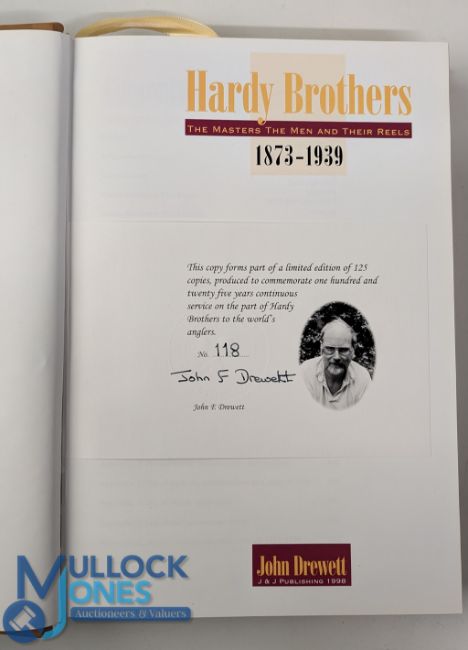 Hardy Brothers
THE MASTERS THE MEN AND THEIR REELS
1873-1939
This copy forms part of a limited edition of 125
copies, produced to commemorate one hundred and
twenty five years continuous
service on the part of Hardy
Brothers to the world's
anglers.
No. 118
John F Drewett
John F. Drewett
John Drewett
J & J PUBLISHING 1998
MULLOCK
JONES
Auctioneers & Valuers